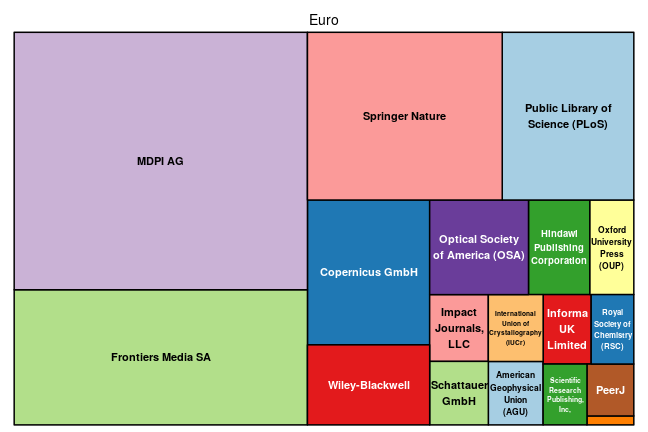 Euro
MDPI AG
Springer Nature
Public Library of
Science (PLoS)
Frontiers Media SA
Copernicus GmbH
Wiley-Blackwell
Optical Society
of America (OSA)
Hindawi
Publishing
Corporation
Oxford
University
Press
(OUP)
Impact
Journals,
LLC
International
Union of
Crystallography
(IUCr)
Informa
UK
Limited
Royal
Society of
Chemistry
(RSC)
Schattauer
GmbH
American
Geophysical
Union
(AGU)
Scientific
Research
Publishing,
Inc,
PeerJ